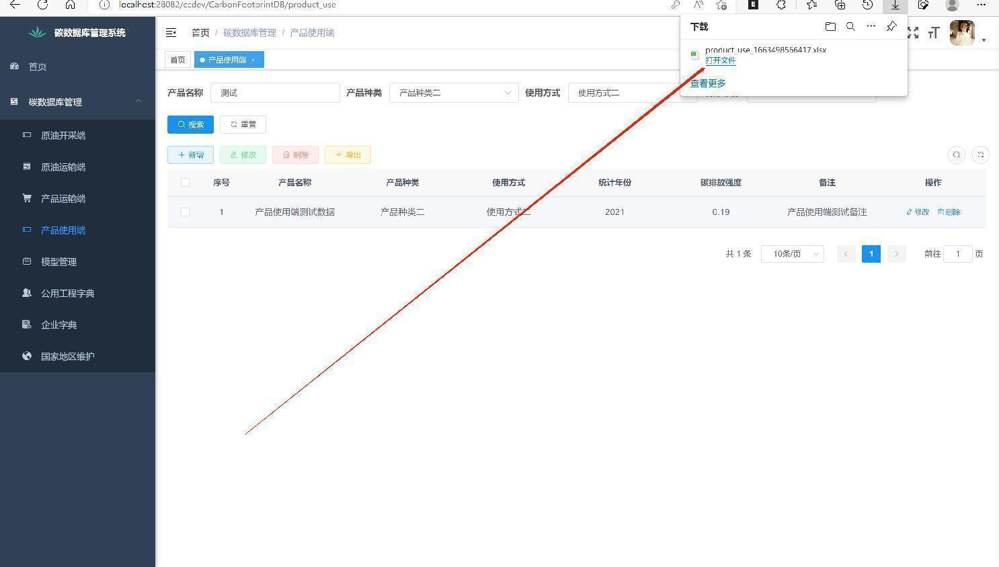 localhost:28082/ccdev/CarbonFootprintDB/product_use
碳数据库管理系统
首页 / 碳数据库管理 / 产品使用端
下载
product_use_1663498566417.xlsx
打开文件
查看更多
首页
产品使用端 ×
首页
碳数据库管理
原油开采端
原油运输端
产品运输端
产品使用端
模型管理
公用工程字典
企业字典
国家地区维护
产品名称 测试 产品种类 产品种类二 使用方式 使用方式二
搜索 重置
新增 修改 删除 导出
序号 产品名称 产品种类 使用方式 统计年份 碳排放强度 备注 操作
1 产品使用端测试数据 产品种类二 使用方式二 2021 0.19 产品使用端测试备注 修改 删除
共 1 条 10条/页 1 前往 1 页